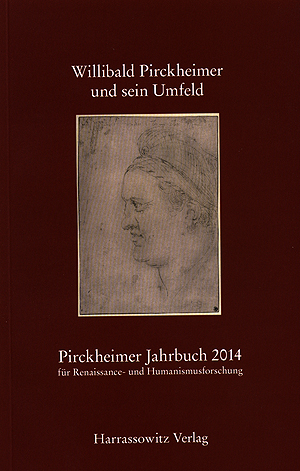 Willibald Pirckheimer
und sein Umfeld
Pirckheimer Jahrbuch 2014
für Renaissance- und Humanismusforschung
Harrassowitz Verlag